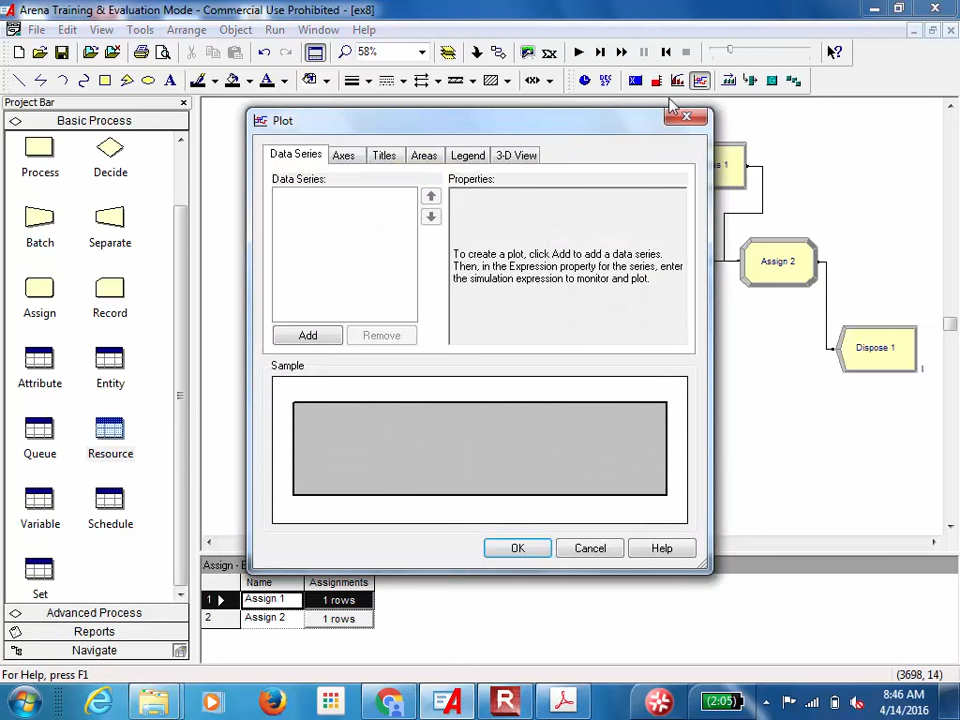 Arena Training & Evaluation Mode - Commercial Use Prohibited - [ex8]
File Edit View Tools Arrange Object Run Window Help
58%
Project Bar
Basic Process
Process Decide
Batch Separate
Assign Record
Attribute Entity
Queue Resource
Variable Schedule
Set
Advanced Process
Reports
Navigate
Plot
Data Series Axes Titles Areas Legend 3-D View
Data Series:
Properties:
To create a plot, click Add to add a data series.
Then, in the Expression property for the series, enter
the simulation expression to monitor and plot.
Add Remove
Sample
OK Cancel Help
s 1
Assign 2
Dispose 1
Assign -
Name Assignments
1 Assign 1 1 rows
2 Assign 2 1 rows
For Help, press F1
(3698, 14)
(2:05)
8:46 AM
4/14/2016